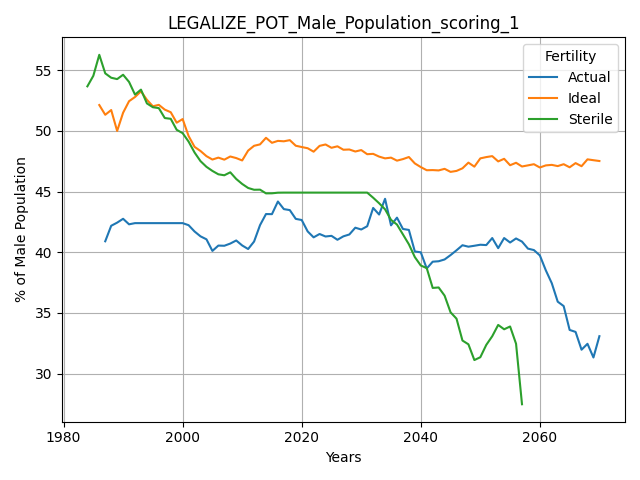 LEGALIZE_POT_Male_Population_scoring_1
Fertility
Actual
Ideal
Sterile
% of Male Population
55
50
45
40
35
30
1980
2000
2020
2040
2060
Years